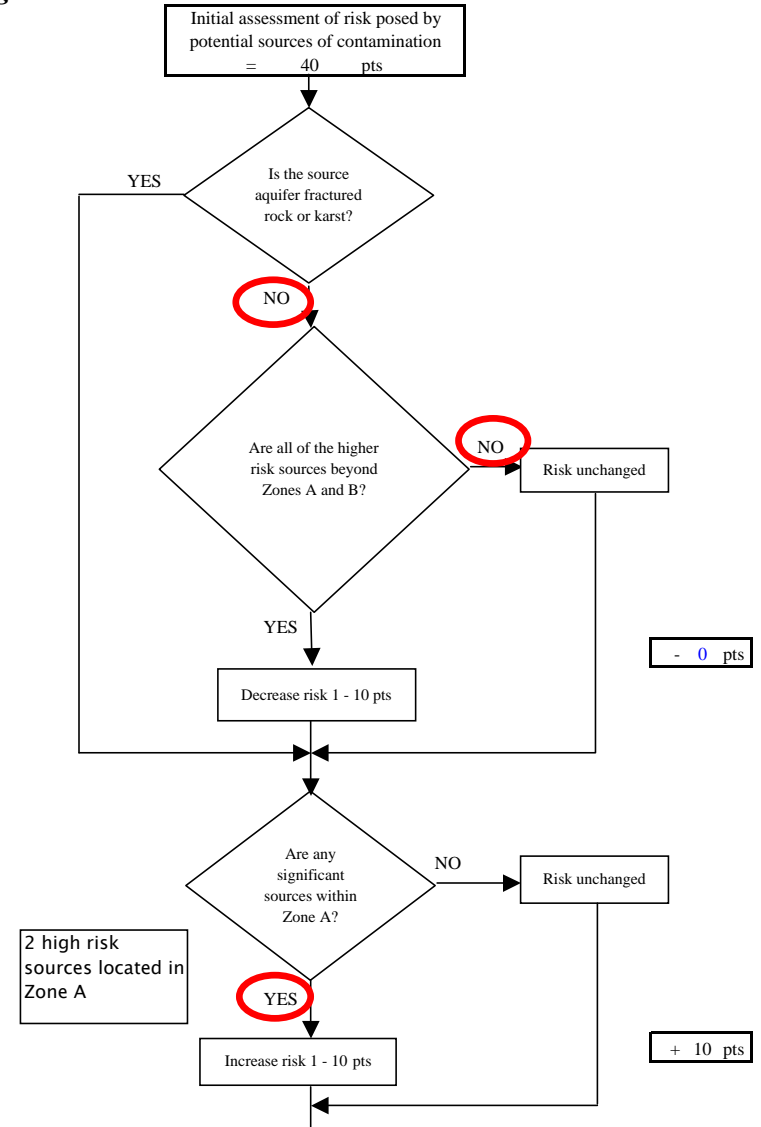 Initial assessment of risk posed by
potential sources of contamination
= 40 pts
YES
Is the source
aquifer fractured
rock or karst?
NO
Are all of the higher
risk sources beyond
Zones A and B?
NO
Risk unchanged
YES
- 0 pts
Decrease risk 1 - 10 pts
Are any
significant
sources within
Zone A?
NO
Risk unchanged
2 high risk
sources located in
Zone A
YES
+ 10 pts
Increase risk 1 - 10 pts